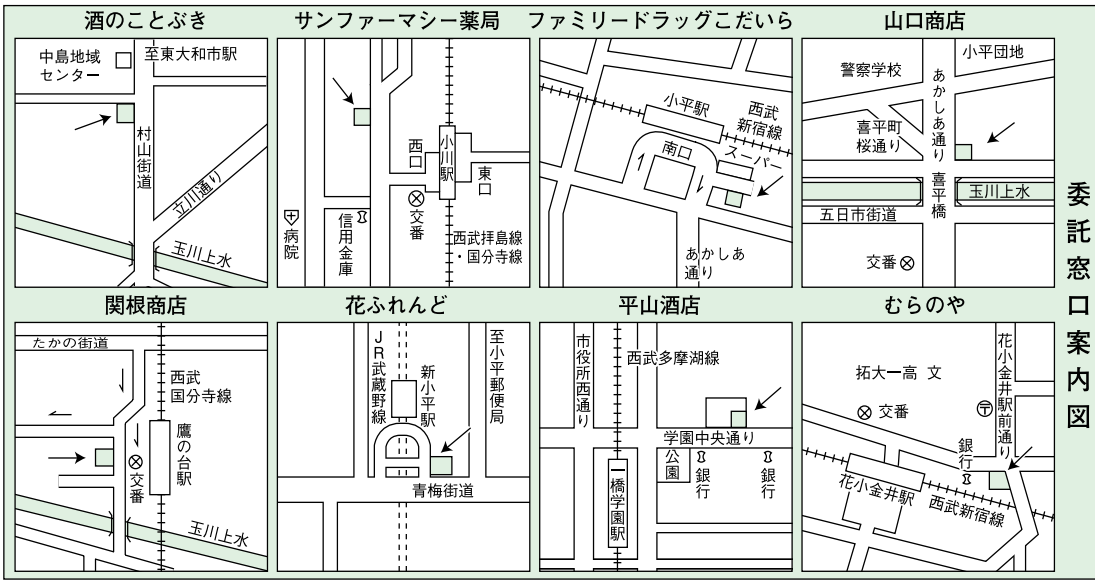 委託窓口案内図
酒のことぶき
中島地域
センター
至東大和市駅
村山街道
立川通り
玉川上水
サンファーマシー薬局
西口
小川駅
東口
交番
信用金庫
病院
西武拝島線
・国分寺線
ファミリードラッグこだいら
小平駅
西武
新宿線
南口
スーパー
あかしあ
通り
山口商店
小平団地
警察学校
あかしあ通り
喜平町
桜通り
喜平橋
玉川上水
五日市街道
交番
関根商店
たかの街道
西武
国分寺線
鷹の台駅
交番
玉川上水
花ふれんど
JR武蔵野線
新小平駅
至小平郵便局
青梅街道
平山酒店
市役所西通り
西武多摩湖線
学園中央通り
公園
銀行
銀行
一橋学園駅
むらのや
花小金井駅前通り
拓大一高 文
交番
銀行
花小金井駅
西武新宿線